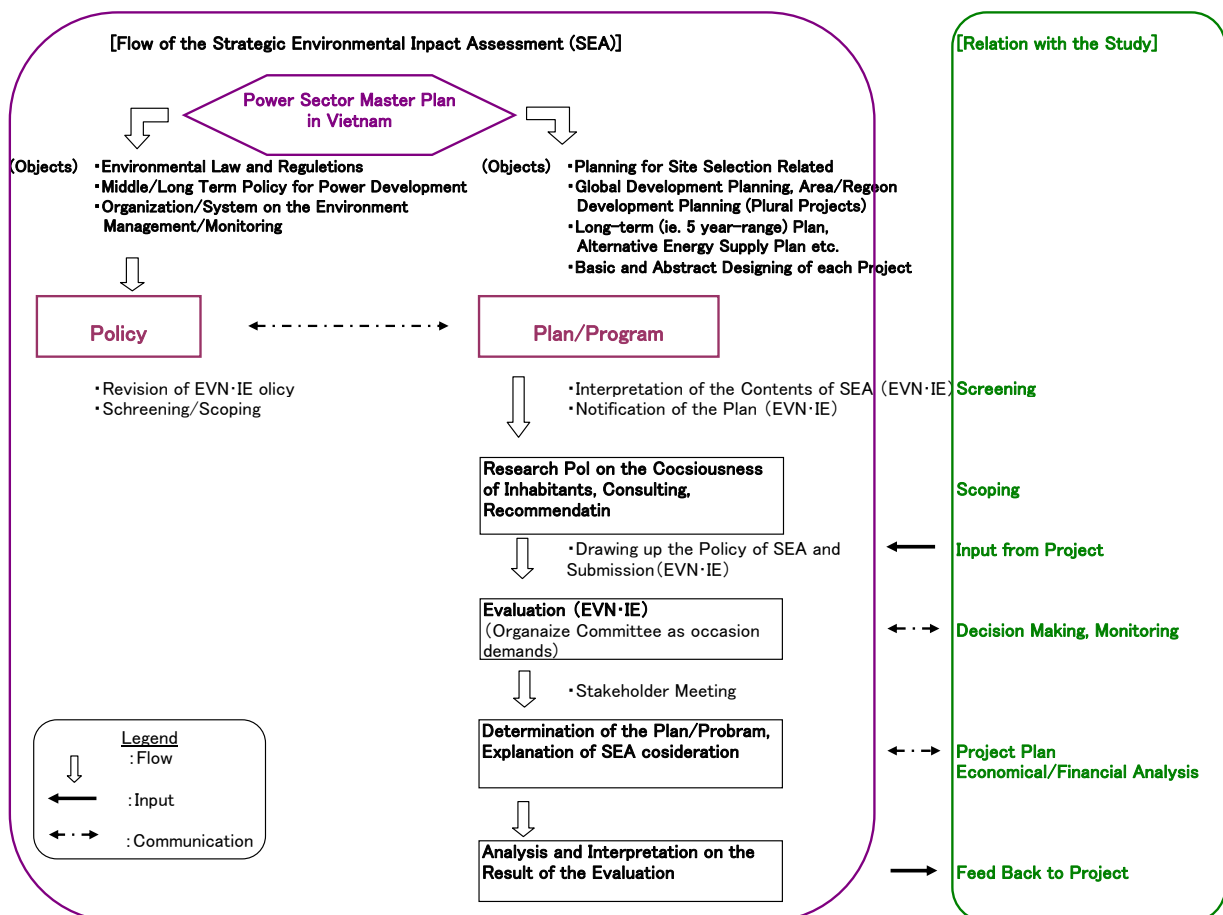 [Flow of the Strategic Environmental Inpact Assessment (SEA)]
[Relation with the Study]
Power Sector Master Plan
in Vietnam
(Objects)
・Environmental Law and Reguletions
・Middle/Long Term Policy for Power Development
・Organization/System on the Environment
Management/Monitoring
(Objects)
・Planning for Site Selection Related
・Global Development Planning, Area/Regeon
Development Planning (Plural Projects)
・Long-term (ie. 5 year-range) Plan,
Alternative Energy Supply Plan etc.
・Basic and Abstract Designing of each Project
Policy
Plan/Program
・Revision of EVN・IE olicy
・Schreening/Scoping
・Interpretation of the Contents of SEA (EVN・IE)
・Notification of the Plan (EVN・IE)
Screening
Research Pol on the Cocsiousness
of Inhabitants, Consulting,
Recommendatin
Scoping
・Drawing up the Policy of SEA and
Submission(EVN・IE)
Input from Project
Evaluation (EVN・IE)
(Organaize Committee as occasion
demands)
Decision Making, Monitoring
・Stakeholder Meeting
Determination of the Plan/Probram,
Explanation of SEA cosideration
Project Plan
Economical/Financial Analysis
Analysis and Interpretation on the
Result of the Evaluation
Feed Back to Project
Legend
:Flow
:Input
:Communication